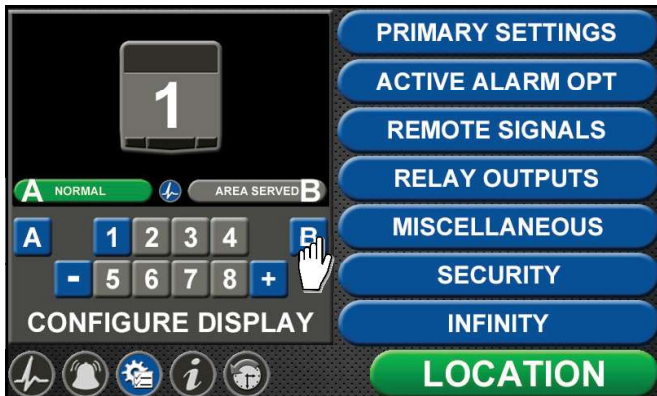 1
A NORMAL
AREA SERVED B
A 1 2 3 4 B
- 5 6 7 8 +
CONFIGURE DISPLAY
i
PRIMARY SETTINGS
ACTIVE ALARM OPT
REMOTE SIGNALS
RELAY OUTPUTS
MISCELLANEOUS
SECURITY
INFINITY
LOCATION